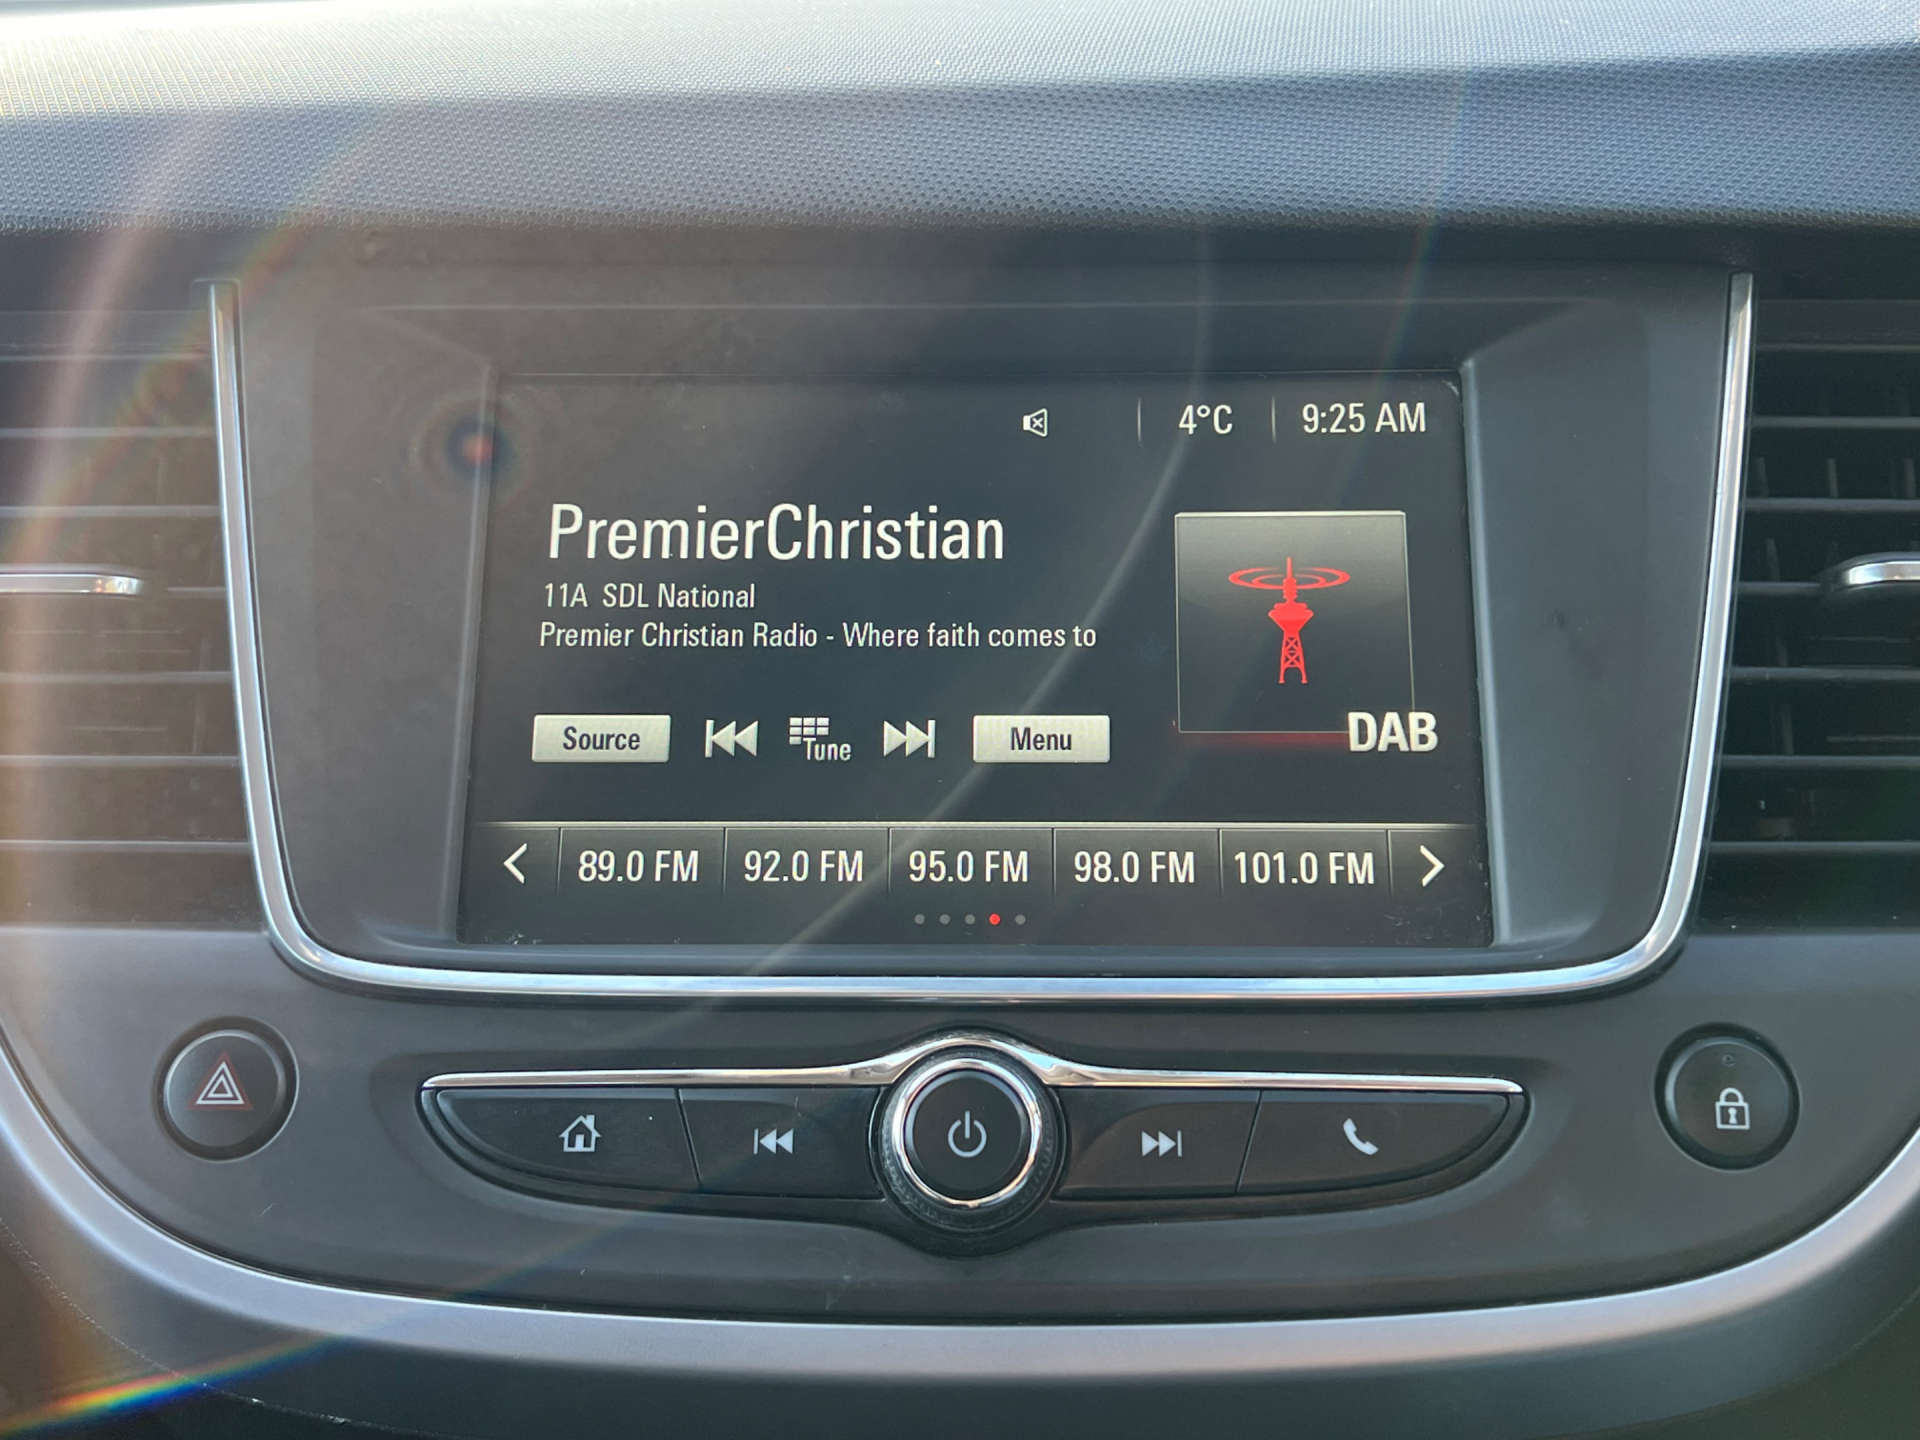 4°C 9:25 AM
PremierChristian
11A SDL National
Premier Christian Radio - Where faith comes to
Source Tune Menu
DAB
89.0 FM 92.0 FM 95.0 FM 98.0 FM 101.0 FM